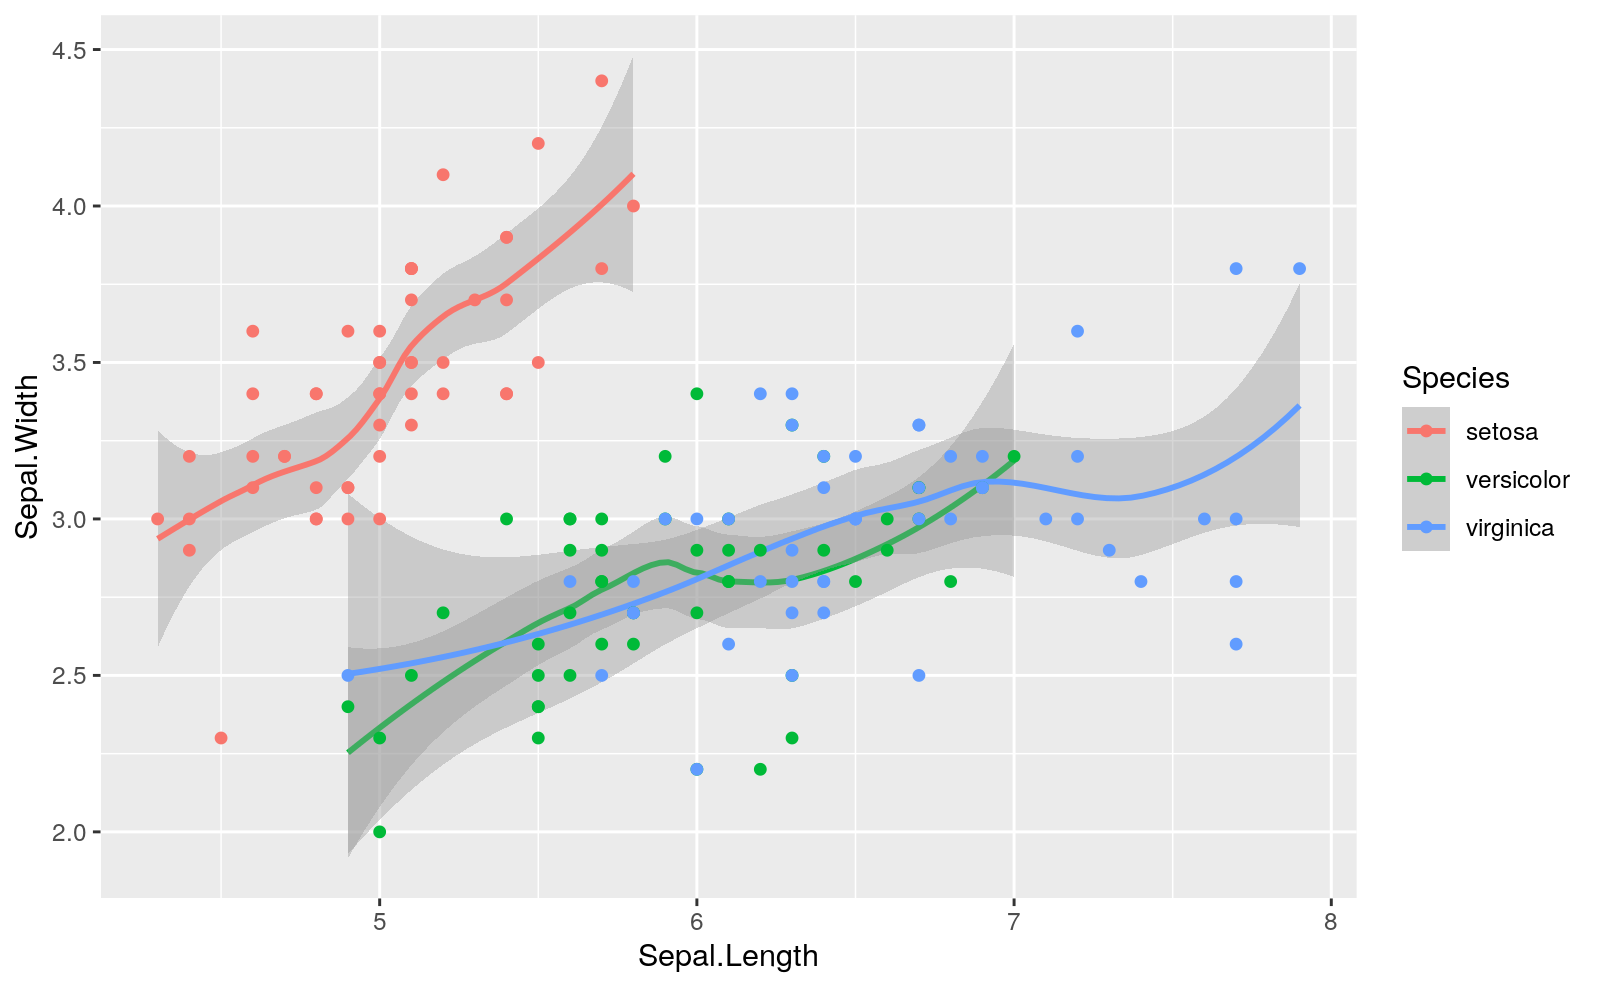 4.5
4.0
3.5
3.0
2.5
2.0
Sepal.Width
5 6 7 8
Sepal.Length
Species
setosa
versicolor
virginica